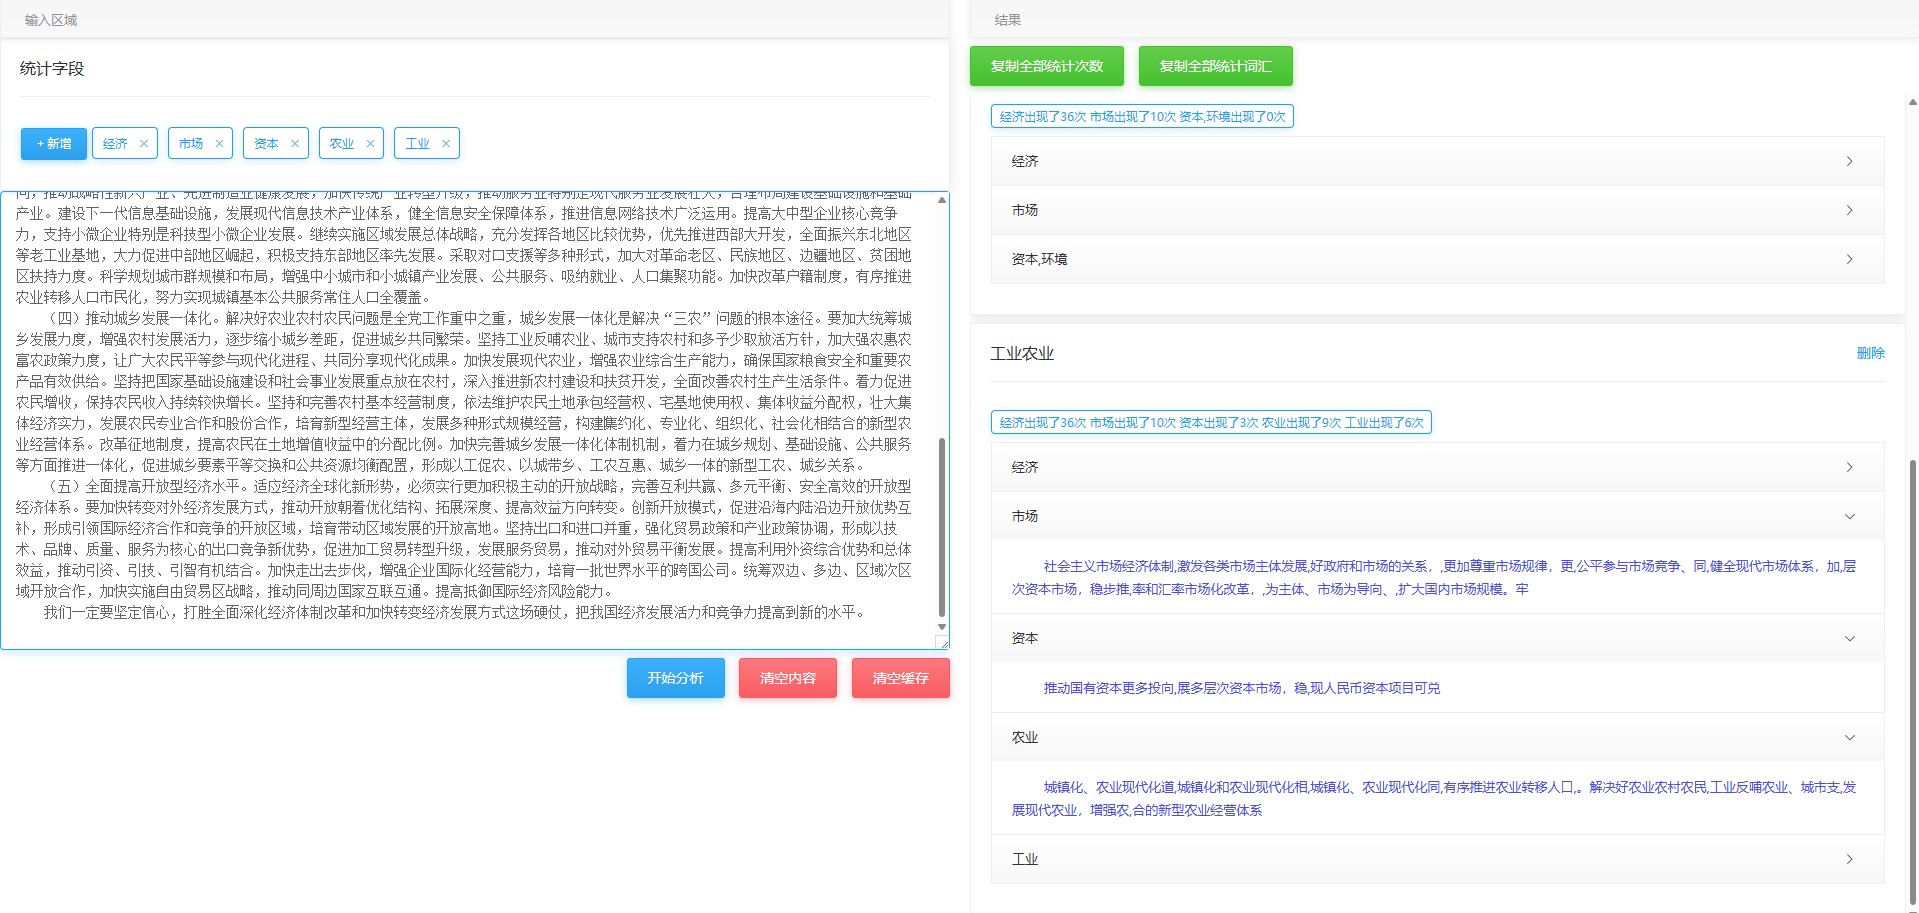 输入区域
统计字段
+ 新增 经济 × 市场 × 资本 × 农业 × 工业 ×
向，推动战略性新兴产业、先进制造业健康发展，加快传统产业转型升级，推动服务业特别是现代服务业发展壮大，合理布局建设基础设施和基础
产业。建设下一代信息基础设施，发展现代信息技术产业体系，健全信息安全保障体系，推进信息网络技术广泛运用。提高大中型企业核心竞争
力，支持小微企业特别是科技型小微企业发展。继续实施区域发展总体战略，充分发挥各地区比较优势，优先推进西部大开发，全面振兴东北地区
等老工业基地，大力促进中部地区崛起，积极支持东部地区率先发展。采取对口支援等多种形式，加大对革命老区、民族地区、边疆地区、贫困地
区扶持力度。科学规划城市群规模和布局，增强中小城市和小城镇产业发展、公共服务、吸纳就业、人口集聚功能。加快改革户籍制度，有序推进
农业转移人口市民化，努力实现城镇基本公共服务常住人口全覆盖。
（四）推动城乡发展一体化。解决好农业农村农民问题是全党工作重中之重，城乡发展一体化是解决“三农”问题的根本途径。要加大统筹城
乡发展力度，增强农村发展活力，逐步缩小城乡差距，促进城乡共同繁荣。坚持工业反哺农业、城市支持农村和多予少取放活方针，加大强农惠农
富农政策力度，让广大农民平等参与现代化进程、共同分享现代化成果。加快发展现代农业，增强农业综合生产能力，确保国家粮食安全和重要农
产品有效供给。坚持把国家基础设施建设和社会事业发展重点放在农村，深入推进新农村建设和扶贫开发，全面改善农村生产生活条件。着力促进
农民增收，保持农民收入持续较快增长。坚持和完善农村基本经营制度，依法维护农民土地承包经营权、宅基地使用权、集体收益分配权，壮大集
体经济实力，发展农民专业合作和股份合作，培育新型经营主体，发展多种形式规模经营，构建集约化、专业化、组织化、社会化相结合的新型农
业经营体系。改革征地制度，提高农民在土地增值收益中的分配比例。加快完善城乡发展一体化体制机制，着力在城乡规划、基础设施、公共服务
等方面推进一体化，促进城乡要素平等交换和公共资源均衡配置，形成以工促农、以城带乡、工农互惠、城乡一体的新型工农、城乡关系。
（五）全面提高开放型经济水平。适应经济全球化新形势，必须实行更加积极主动的开放战略，完善互利共赢、多元平衡、安全高效的开放型
经济体系。要加快转变对外经济发展方式，推动开放朝着优化结构、拓展深度、提高效益方向转变。创新开放模式，促进沿海内陆沿边开放优势互
补，形成引领国际经济合作和竞争的开放区域，培育带动区域发展的开放高地。坚持出口和进口并重，强化贸易政策和产业政策协调，形成以技
术、品牌、质量、服务为核心的出口竞争新优势，促进加工贸易转型升级，发展服务贸易，推动对外贸易平衡发展。提高利用外资综合优势和总体
效益，推动引资、引技、引智有机结合。加快走出去步伐，增强企业国际化经营能力，培育一批世界水平的跨国公司。统筹双边、多边、区域次区
域开放合作，加快实施自由贸易区战略，推动同周边国家互联互通。提高抵御国际经济风险能力。
我们一定要坚定信心，打胜全面深化经济体制改革和加快转变经济发展方式这场硬仗，把我国经济发展活力和竞争力提高到新的水平。
开始分析 清空内容 清空缓存
结果
复制全部统计次数 复制全部统计词汇
经济出现了36次 市场出现了10次 资本,环境出现了0次
经济
市场
资本,环境
工业农业 删除
经济出现了36次 市场出现了10次 资本出现了3次 农业出现了9次 工业出现了6次
经济
市场
社会主义市场经济体制,激发各类市场主体发展,好政府和市场的关系，,更加尊重市场规律，更,公平参与市场竞争、同,健全现代市场体系，加,层
次资本市场，稳步推,率和汇率市场化改革，,为主体、市场为导向、,扩大国内市场规模。牢
资本
推动国有资本更多投向,展多层次资本市场，稳,现人民币资本项目可兑
农业
城镇化、农业现代化道,城镇化和农业现代化相,城镇化、农业现代化同,有序推进农业转移人口,。解决好农业农村农民,工业反哺农业、城市支,发
展现代农业，增强农,合的新型农业经营体系
工业